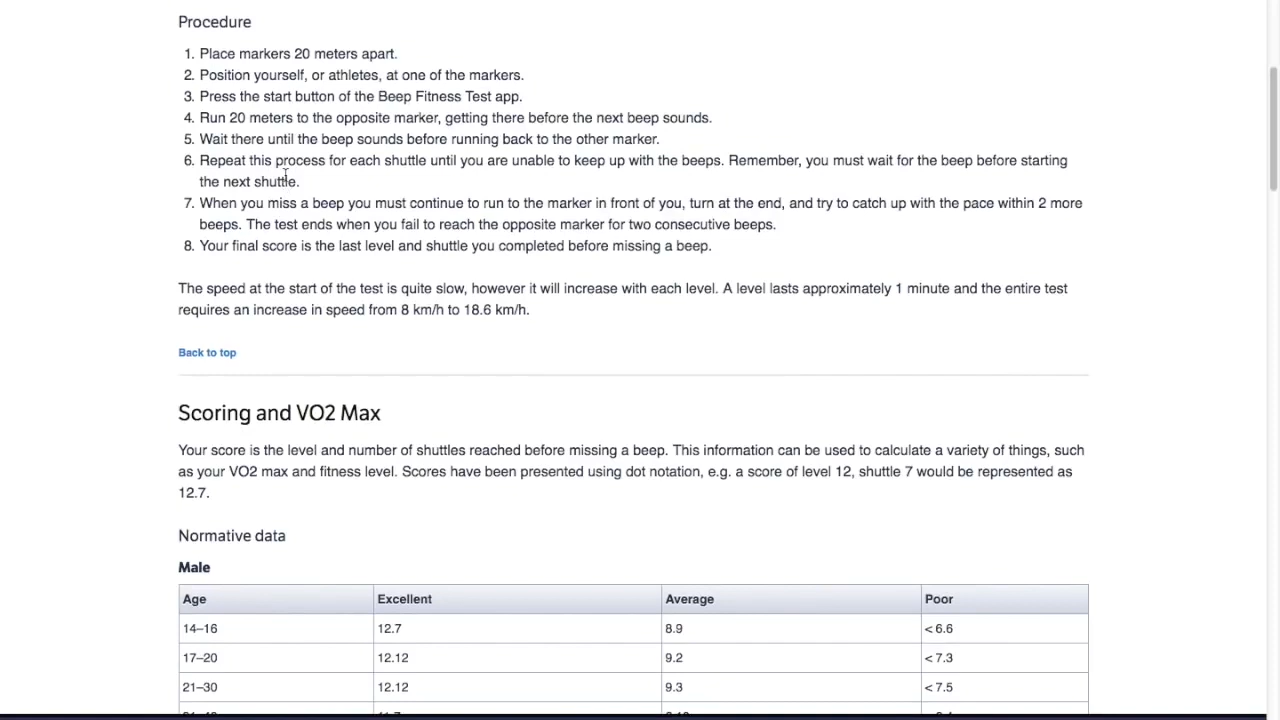 Procedure
1. Place markers 20 meters apart.
2. Position yourself, or athletes, at one of the markers.
3. Press the start button of the Beep Fitness Test app.
4. Run 20 meters to the opposite marker, getting there before the next beep sounds.
5. Wait there until the beep sounds before running back to the other marker.
6. Repeat this process for each shuttle until you are unable to keep up with the beeps. Remember, you must wait for the beep before starting
the next shuttle.
7. When you miss a beep you must continue to run to the marker in front of you, turn at the end, and try to catch up with the pace within 2 more
beeps. The test ends when you fail to reach the opposite marker for two consecutive beeps.
8. Your final score is the last level and shuttle you completed before missing a beep.
The speed at the start of the test is quite slow, however it will increase with each level. A level lasts approximately 1 minute and the entire test
requires an increase in speed from 8 km/h to 18.6 km/h.
Back to top
Scoring and VO2 Max
Your score is the level and number of shuttles reached before missing a beep. This information can be used to calculate a variety of things, such
as your VO2 max and fitness level. Scores have been presented using dot notation, e.g. a score of level 12, shuttle 7 would be represented as
12.7.
Normative data
Male
Age Excellent Average Poor
14–16 12.7 8.9 < 6.6
17–20 12.12 9.2 < 7.3
21–30 12.12 9.3 < 7.5